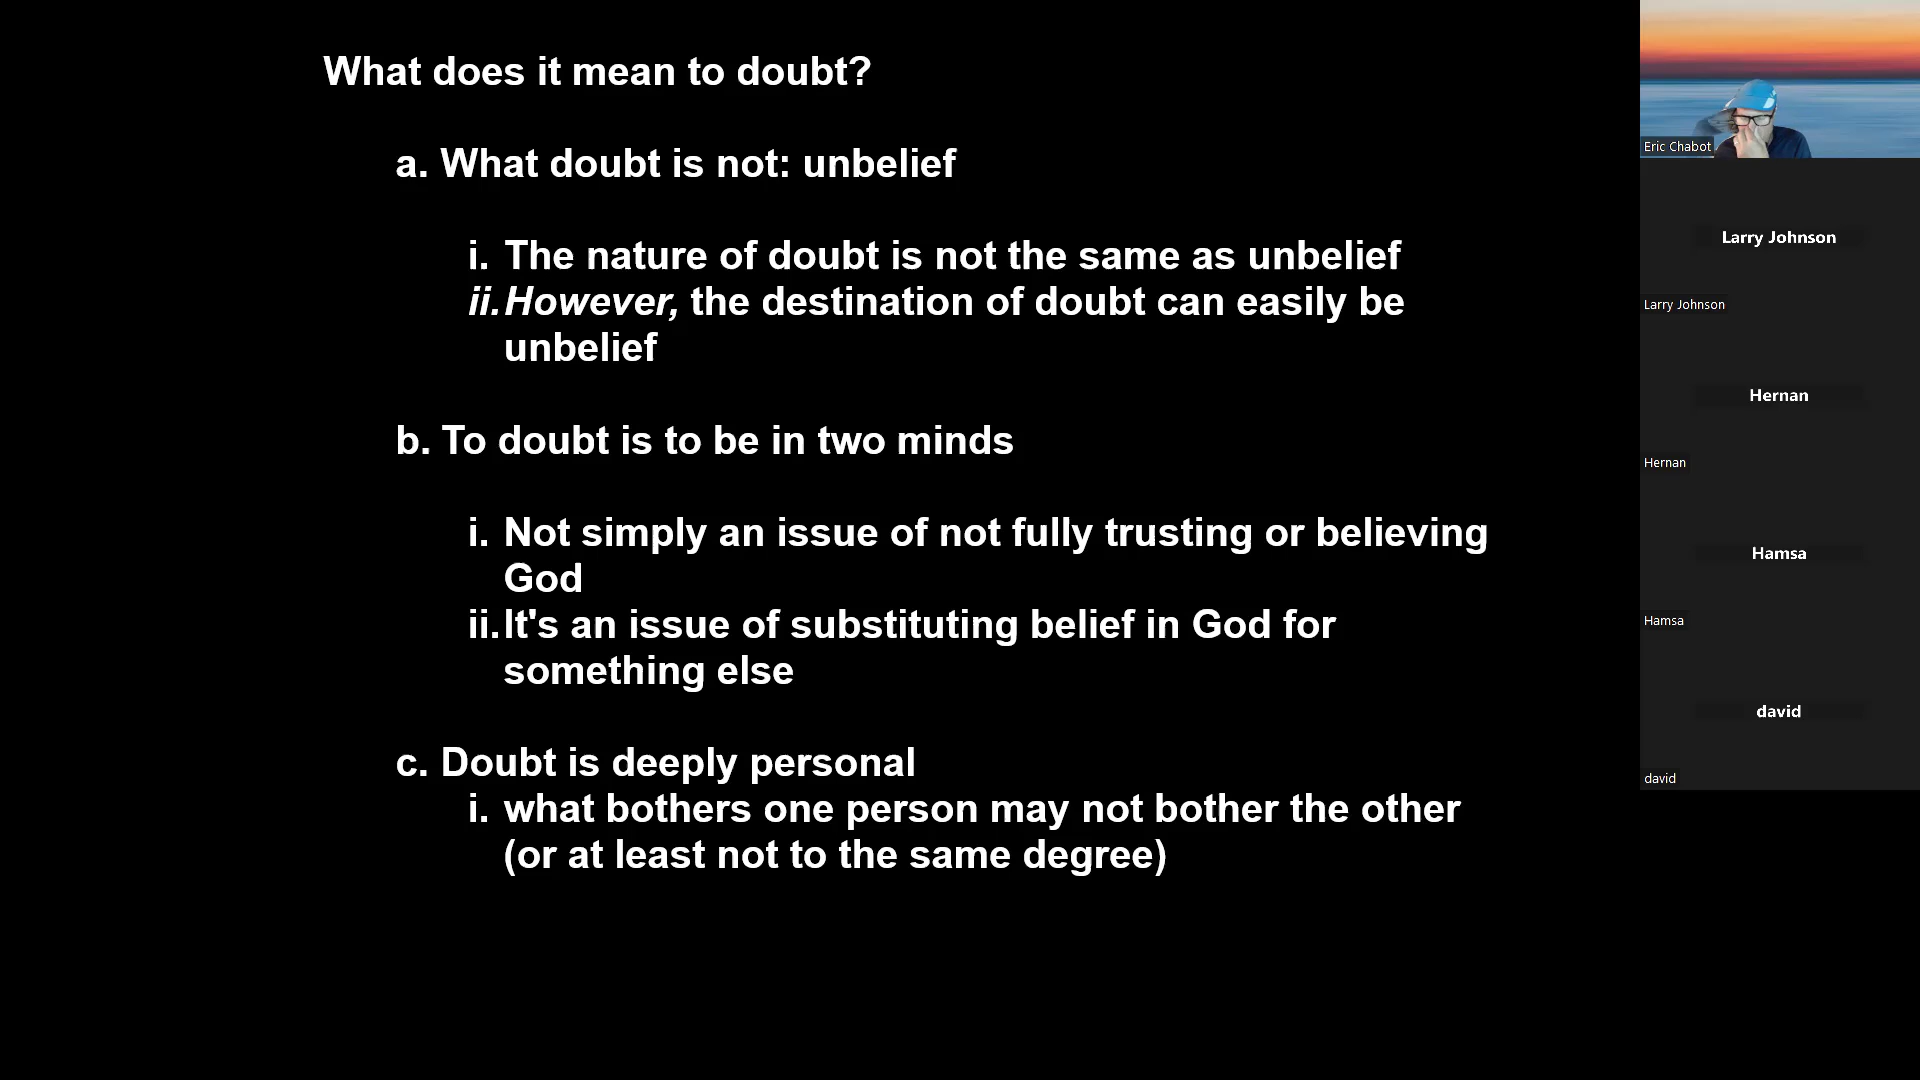 What does it mean to doubt?
a. What doubt is not: unbelief
i. The nature of doubt is not the same as unbelief
ii. However, the destination of doubt can easily be
unbelief
b. To doubt is to be in two minds
i. Not simply an issue of not fully trusting or believing
God
ii. It's an issue of substituting belief in God for
something else
c. Doubt is deeply personal
i. what bothers one person may not bother the other
(or at least not to the same degree)
Eric Chabot
Larry Johnson
Larry Johnson
Hernan
Hernan
Hamsa
Hamsa
david
david